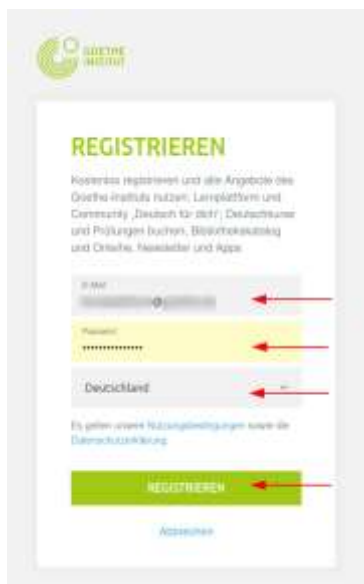 GOETHE
INSTITUT
REGISTRIEREN
Kostenlos registrieren und alle Angebote des
Goethe-Instituts nutzen: Lernplattform und
Community „Deutsch für dich“, Deutschkurse
und Prüfungen buchen, Bibliothekskatalog
und Onleihe, Newsletter und Apps
E-Mail
@
Passwort
Deutschland
Es gelten unsere Nutzungsbedingungen sowie die
Datenschutzerklärung.
REGISTRIEREN
Abbrechen